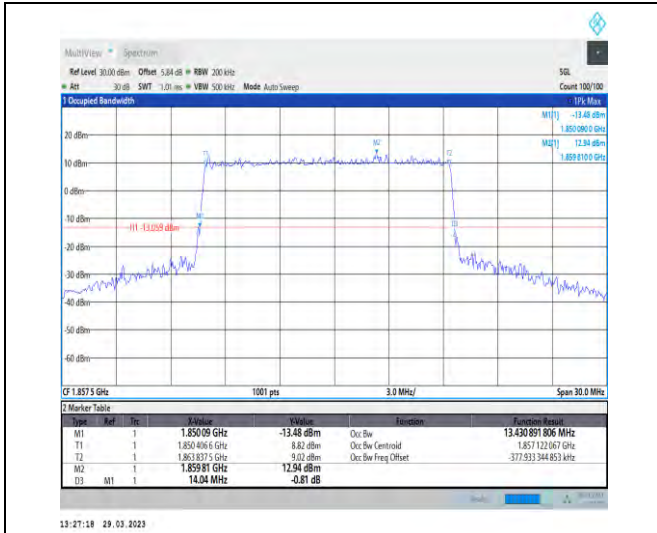 MultiView Spectrum
Ref Level 30.00 dBm Offset 5.84 dB RBW 200 kHz SGL
Att 30 dB SWT 1.01 ms VBW 500 kHz Mode Auto Sweep Count 100/100
1 Occupied Bandwidth 1Pk Max
M1[1] -13.48 dBm
1.850 090 0 GHz
M2[1] 12.94 dBm
1.859 810 0 GHz
20 dBm
M2
T1 T2
10 dBm
0 dBm
-10 dBm
M1
H1 -13.059 dBm
D3
-20 dBm
-30 dBm
-40 dBm
-50 dBm
-60 dBm
CF 1.857 5 GHz 1001 pts 3.0 MHz/ Span 30.0 MHz
2 Marker Table
Type Ref Trc X-Value Y-Value Function Function Result
M1 1 1.850 09 GHz -13.48 dBm Occ Bw 13.430 891 806 MHz
T1 1 1.850 406 6 GHz 8.82 dBm Occ Bw Centroid 1.857 122 067 GHz
T2 1 1.863 837 5 GHz 9.02 dBm Occ Bw Freq Offset -377.933 344 853 kHz
M2 1 1.859 81 GHz 12.94 dBm
D3 M1 1 14.04 MHz -0.81 dB
13:27:18 29.03.2023